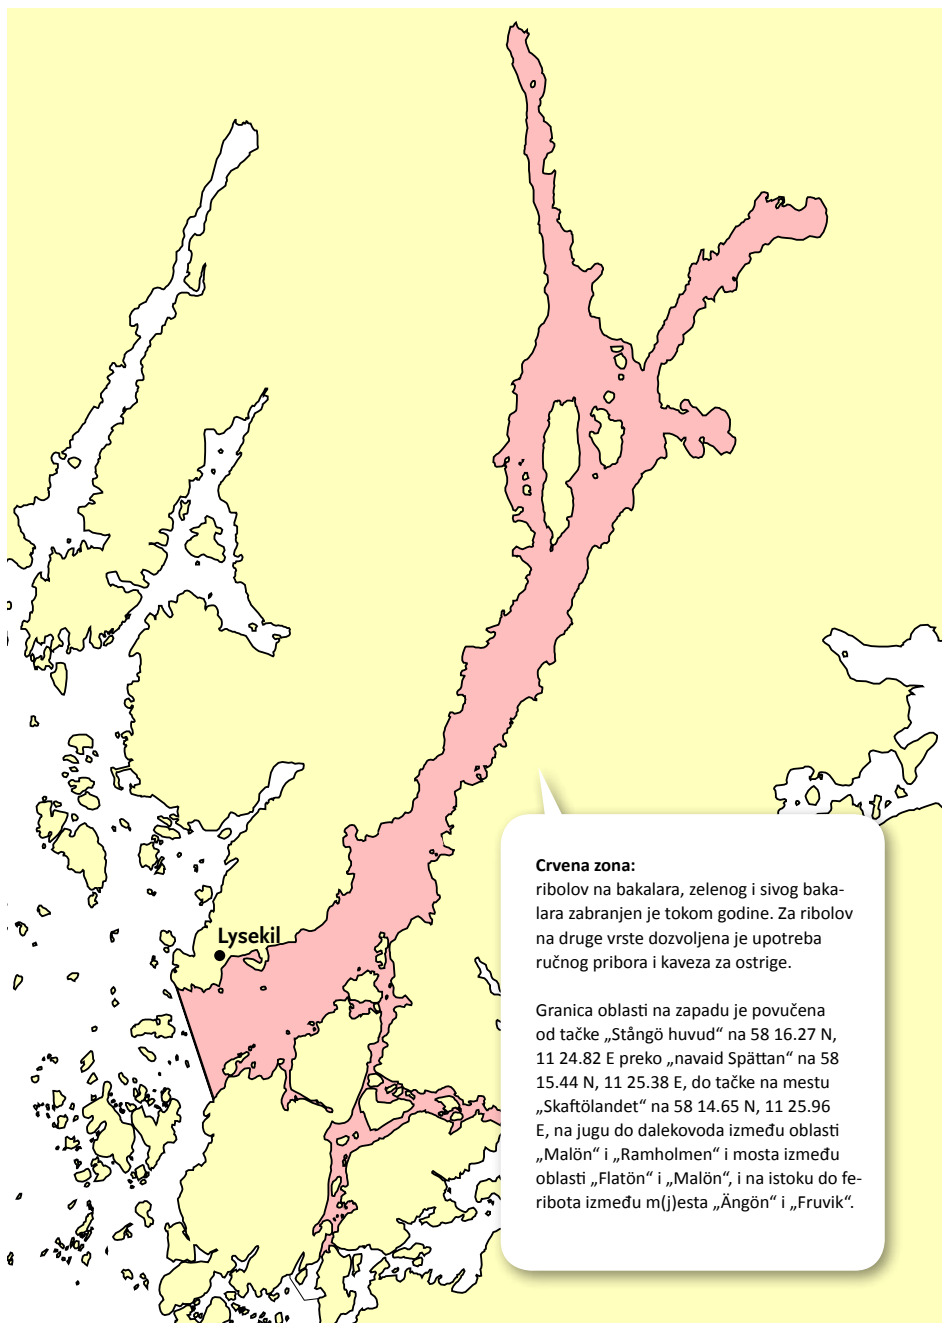 Lysekil
Crvena zona:
ribolov na bakalara, zelenog i sivog baka-
lara zabranjen je tokom godine. Za ribolov
na druge vrste dozvoljena je upotreba
ručnog pribora i kaveza za ostrige.
Granica oblasti na zapadu je povučena
od tačke „Stångö huvud“ na 58 16.27 N,
11 24.82 E preko „navaid Spättan“ na 58
15.44 N, 11 25.38 E, do tačke na mestu
„Skaftölandet“ na 58 14.65 N, 11 25.96
E, na jugu do dalekovoda između oblasti
„Malön“ i „Ramholmen“ i mosta između
oblasti „Flatön“ i „Malön“, i na istoku do fe-
ribota između m(j)esta „Ängön“ i „Fruvik“.